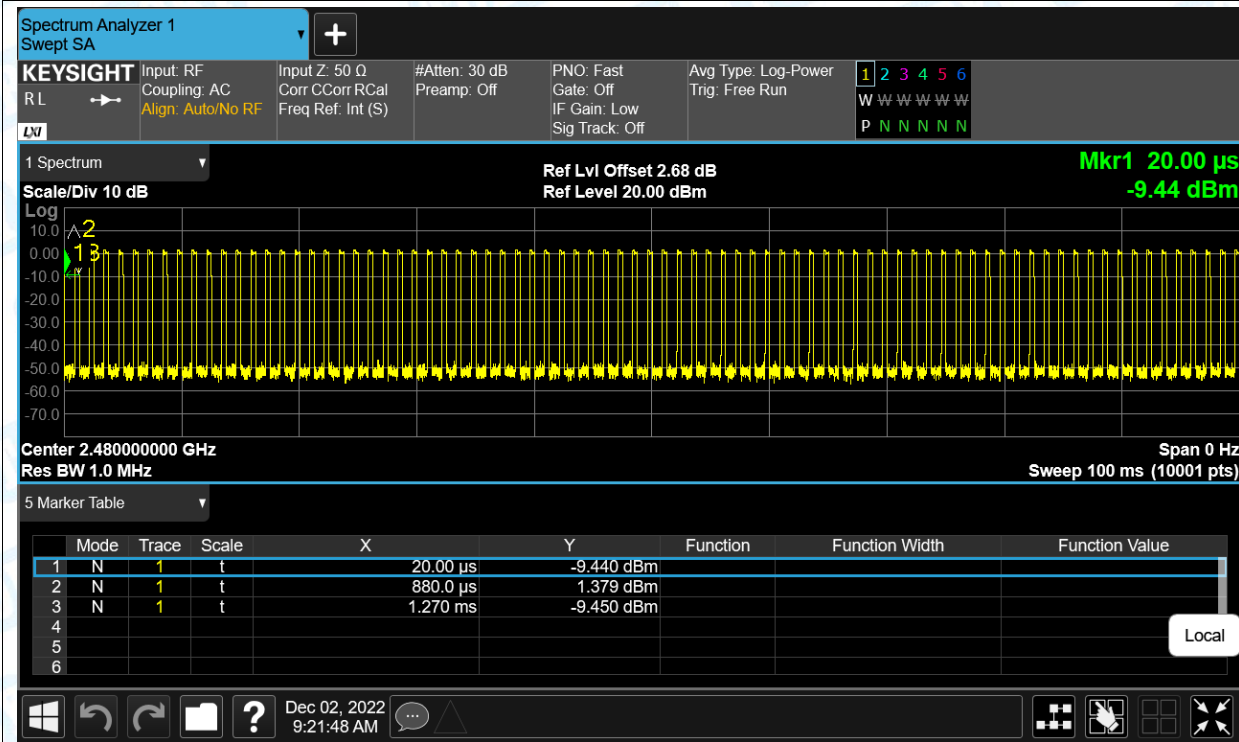 Spectrum Analyzer 1
Swept SA
+
KEYSIGHT
R L
LXI
Input: RF
Coupling: AC
Align: Auto/No RF
Input Z: 50 Ω
Corr CCorr RCal
Freq Ref: Int (S)
#Atten: 30 dB
Preamp: Off
PNO: Fast
Gate: Off
IF Gain: Low
Sig Track: Off
Avg Type: Log-Power
Trig: Free Run
1 2 3 4 5 6
W W W W W W
P N N N N N
1 Spectrum
Scale/Div 10 dB
Ref Lvl Offset 2.68 dB
Ref Level 20.00 dBm
Mkr1 20.00 µs
-9.44 dBm
Log
10.0
0.00
-10.0
-20.0
-30.0
-40.0
-50.0
-60.0
-70.0
2
1 3
Center 2.480000000 GHz
Res BW 1.0 MHz
Span 0 Hz
Sweep 100 ms (10001 pts)
5 Marker Table
Mode Trace Scale X Y Function Function Width Function Value
1 N 1 t 20.00 µs -9.440 dBm
2 N 1 t 880.0 µs 1.379 dBm
3 N 1 t 1.270 ms -9.450 dBm
4
5
6
Local
?
Dec 02, 2022
9:21:48 AM